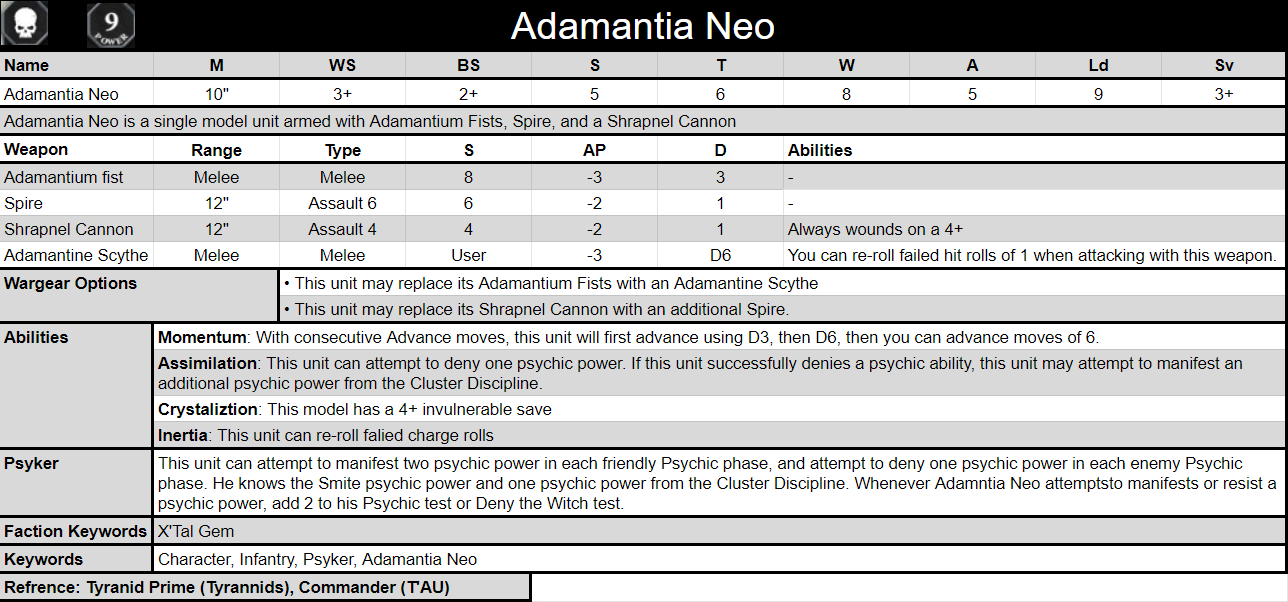 9
POWER
Adamantia Neo
Name M WS BS S T W A Ld Sv
Adamantia Neo 10" 3+ 2+ 5 6 8 5 9 3+
Adamantia Neo is a single model unit armed with Adamantium Fists, Spire, and a Shrapnel Cannon
Weapon Range Type S AP D Abilities
Adamantium fist Melee Melee 8 -3 3 -
Spire 12" Assault 6 6 -2 1 -
Shrapnel Cannon 12" Assault 4 4 -2 1 Always wounds on a 4+
Adamantine Scythe Melee Melee User -3 D6 You can re-roll failed hit rolls of 1 when attacking with this weapon.
Wargear Options • This unit may replace its Adamantium Fists with an Adamantine Scythe
• This unit may replace its Shrapnel Cannon with an additional Spire.
Abilities Momentum: With consecutive Advance moves, this unit will first advance using D3, then D6, then you can advance moves of 6.
Assimilation: This unit can attempt to deny one psychic power. If this unit successfully denies a psychic ability, this unit may attempt to manifest an
additional psychic power from the Cluster Discipline.
Crystaliztion: This model has a 4+ invulnerable save
Inertia: This unit can re-roll falied charge rolls
Psyker This unit can attempt to manifest two psychic power in each friendly Psychic phase, and attempt to deny one psychic power in each enemy Psychic
phase. He knows the Smite psychic power and one psychic power from the Cluster Discipline. Whenever Adamntia Neo attemptsto manifests or resist a
psychic power, add 2 to his Psychic test or Deny the Witch test.
Faction Keywords X'Tal Gem
Keywords Character, Infantry, Psyker, Adamantia Neo
Refrence: Tyranid Prime (Tyrannids), Commander (T'AU)